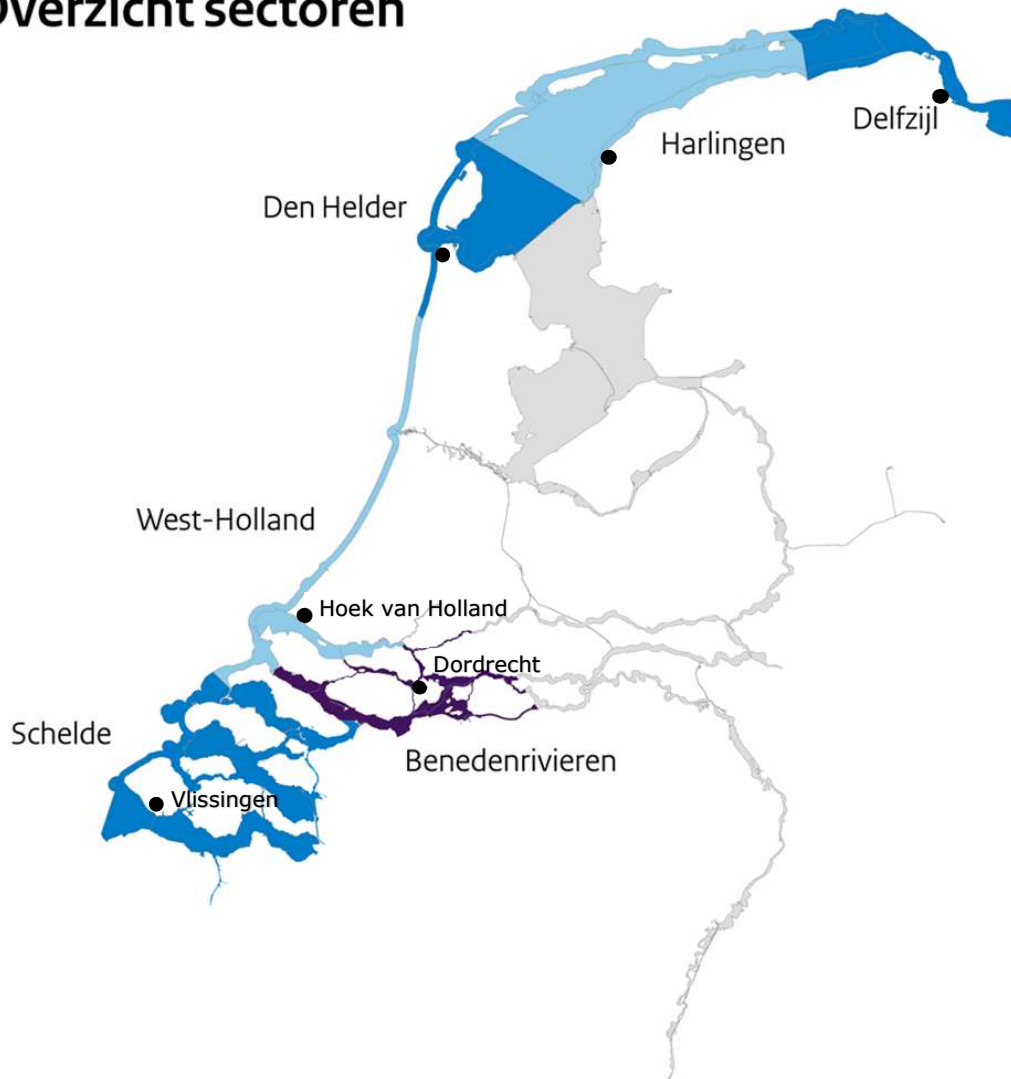 Overzicht sectoren
Delfzijl
Harlingen
Den Helder
West-Holland
Hoek van Holland
Dordrecht
Schelde
Benedenrivieren
Vlissingen